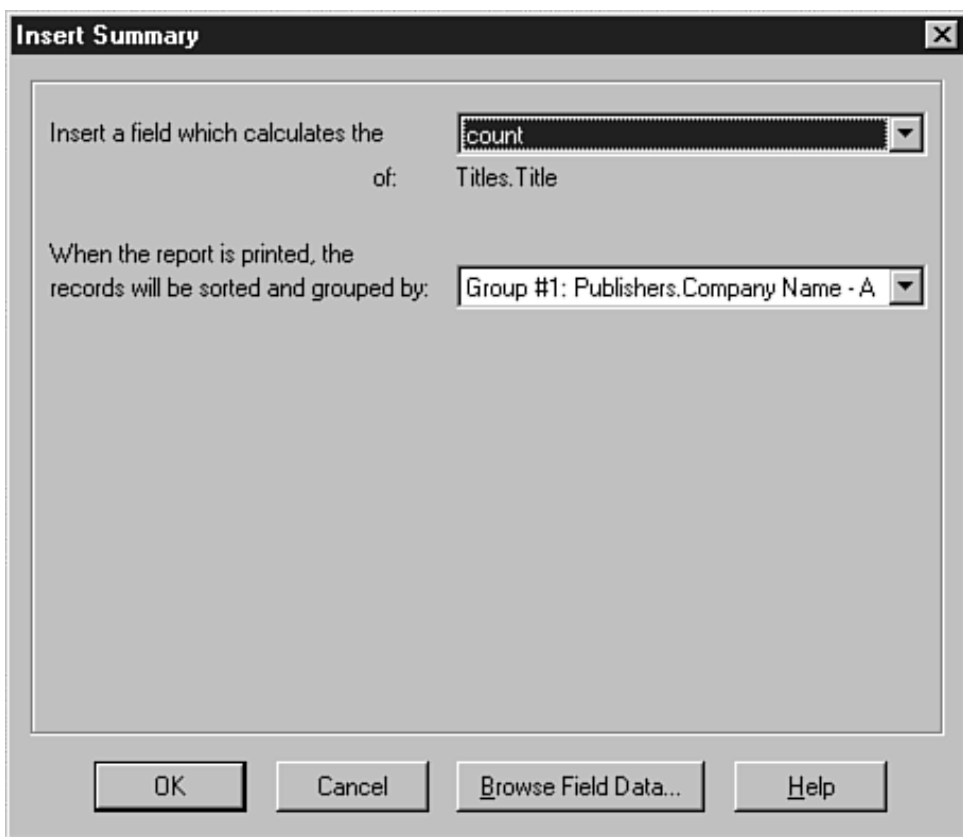 Insert Summary
Insert a field which calculates the count
of: Titles.Title
When the report is printed, the
records will be sorted and grouped by: Group #1: Publishers.Company Name - A
OK Cancel Browse Field Data... Help